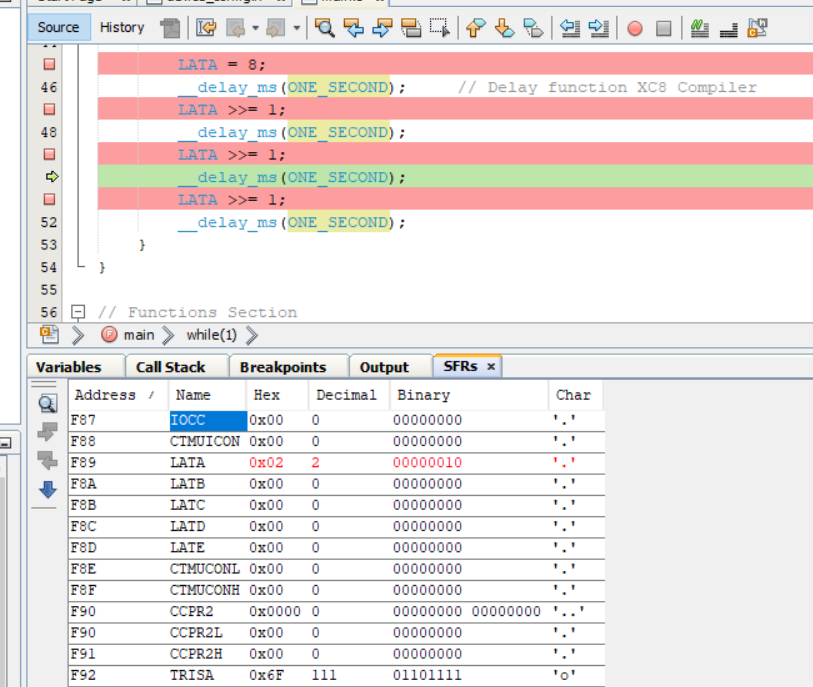 Source History
LATA = 8;
46 __delay_ms(ONE_SECOND); // Delay function XC8 Compiler
LATA >>= 1;
48 __delay_ms(ONE_SECOND);
LATA >>= 1;
__delay_ms(ONE_SECOND);
LATA >>= 1;
52 __delay_ms(ONE_SECOND);
53 }
54 }
55
56 // Functions Section
main while(1)
Variables Call Stack Breakpoints Output SFRs ×
Address / Name Hex Decimal Binary Char
F87 IOCC 0x00 0 00000000 '.'
F88 CTMUICON 0x00 0 00000000 '.'
F89 LATA 0x02 2 00000010 '.'
F8A LATB 0x00 0 00000000 '.'
F8B LATC 0x00 0 00000000 '.'
F8C LATD 0x00 0 00000000 '.'
F8D LATE 0x00 0 00000000 '.'
F8E CTMUCONL 0x00 0 00000000 '.'
F8F CTMUCONH 0x00 0 00000000 '.'
F90 CCPR2 0x0000 0 00000000 00000000 '..'
F90 CCPR2L 0x00 0 00000000 '.'
F91 CCPR2H 0x00 0 00000000 '.'
F92 TRISA 0x6F 111 01101111 'o'